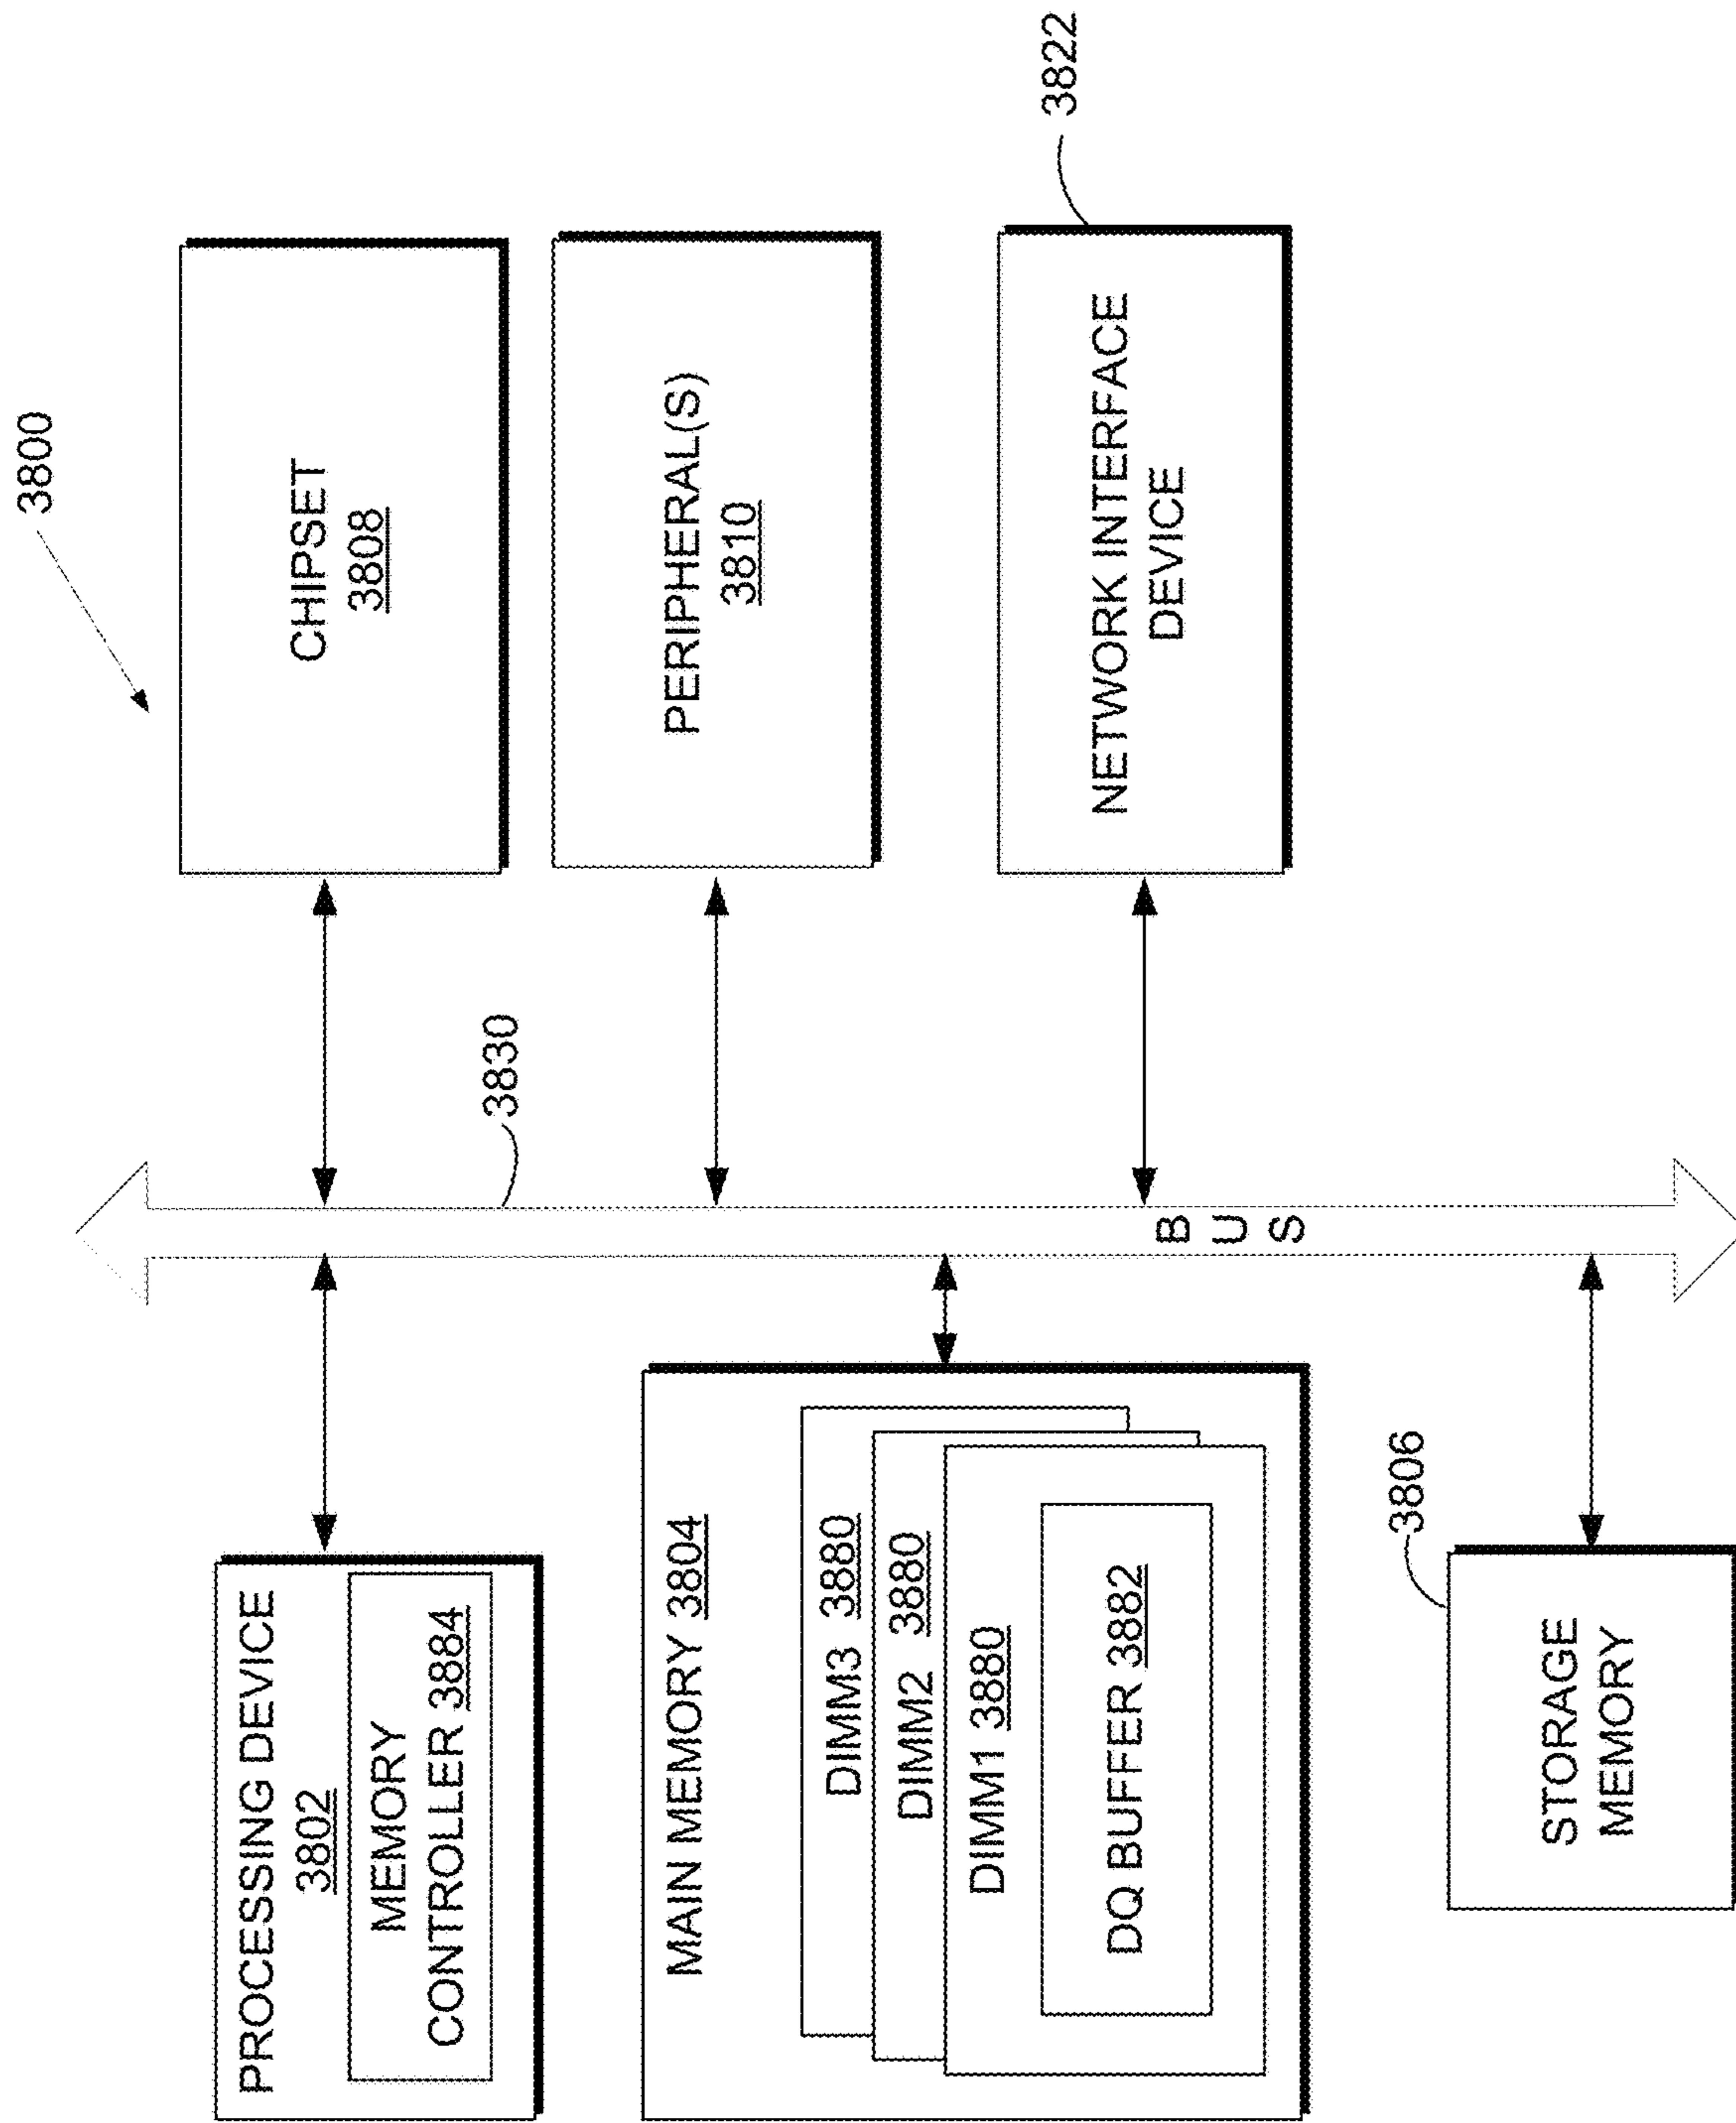 3800
PROCESSING DEVICE
3802
MEMORY
CONTROLLER 3884
CHIPSET
3808
3830
MAIN MEMORY 3804
DIMM3 3880
DIMM2 3880
DIMM1 3880
DQ BUFFER 3882
PERIPHERAL(S)
3810
B
U
S
NETWORK INTERFACE
DEVICE
3822
3806
STORAGE
MEMORY